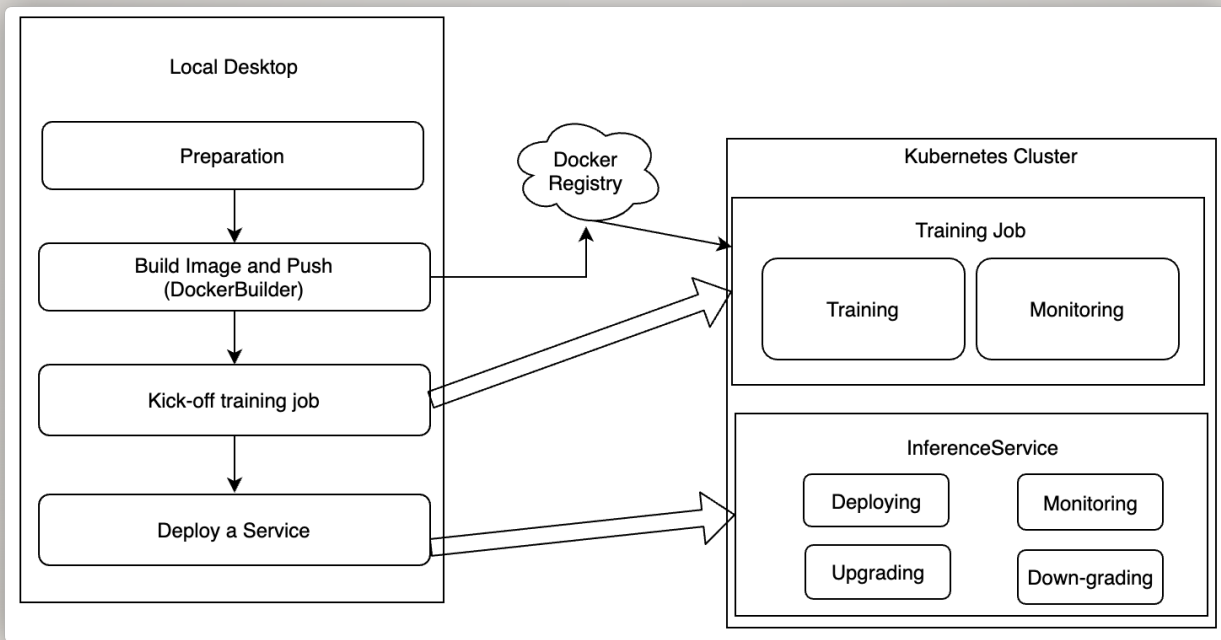 Local Desktop
Preparation
Build Image and Push
(DockerBuilder)
Kick-off training job
Deploy a Service
Docker
Registry
Kubernetes Cluster
Training Job
Training
Monitoring
InferenceService
Deploying
Monitoring
Upgrading
Down-grading